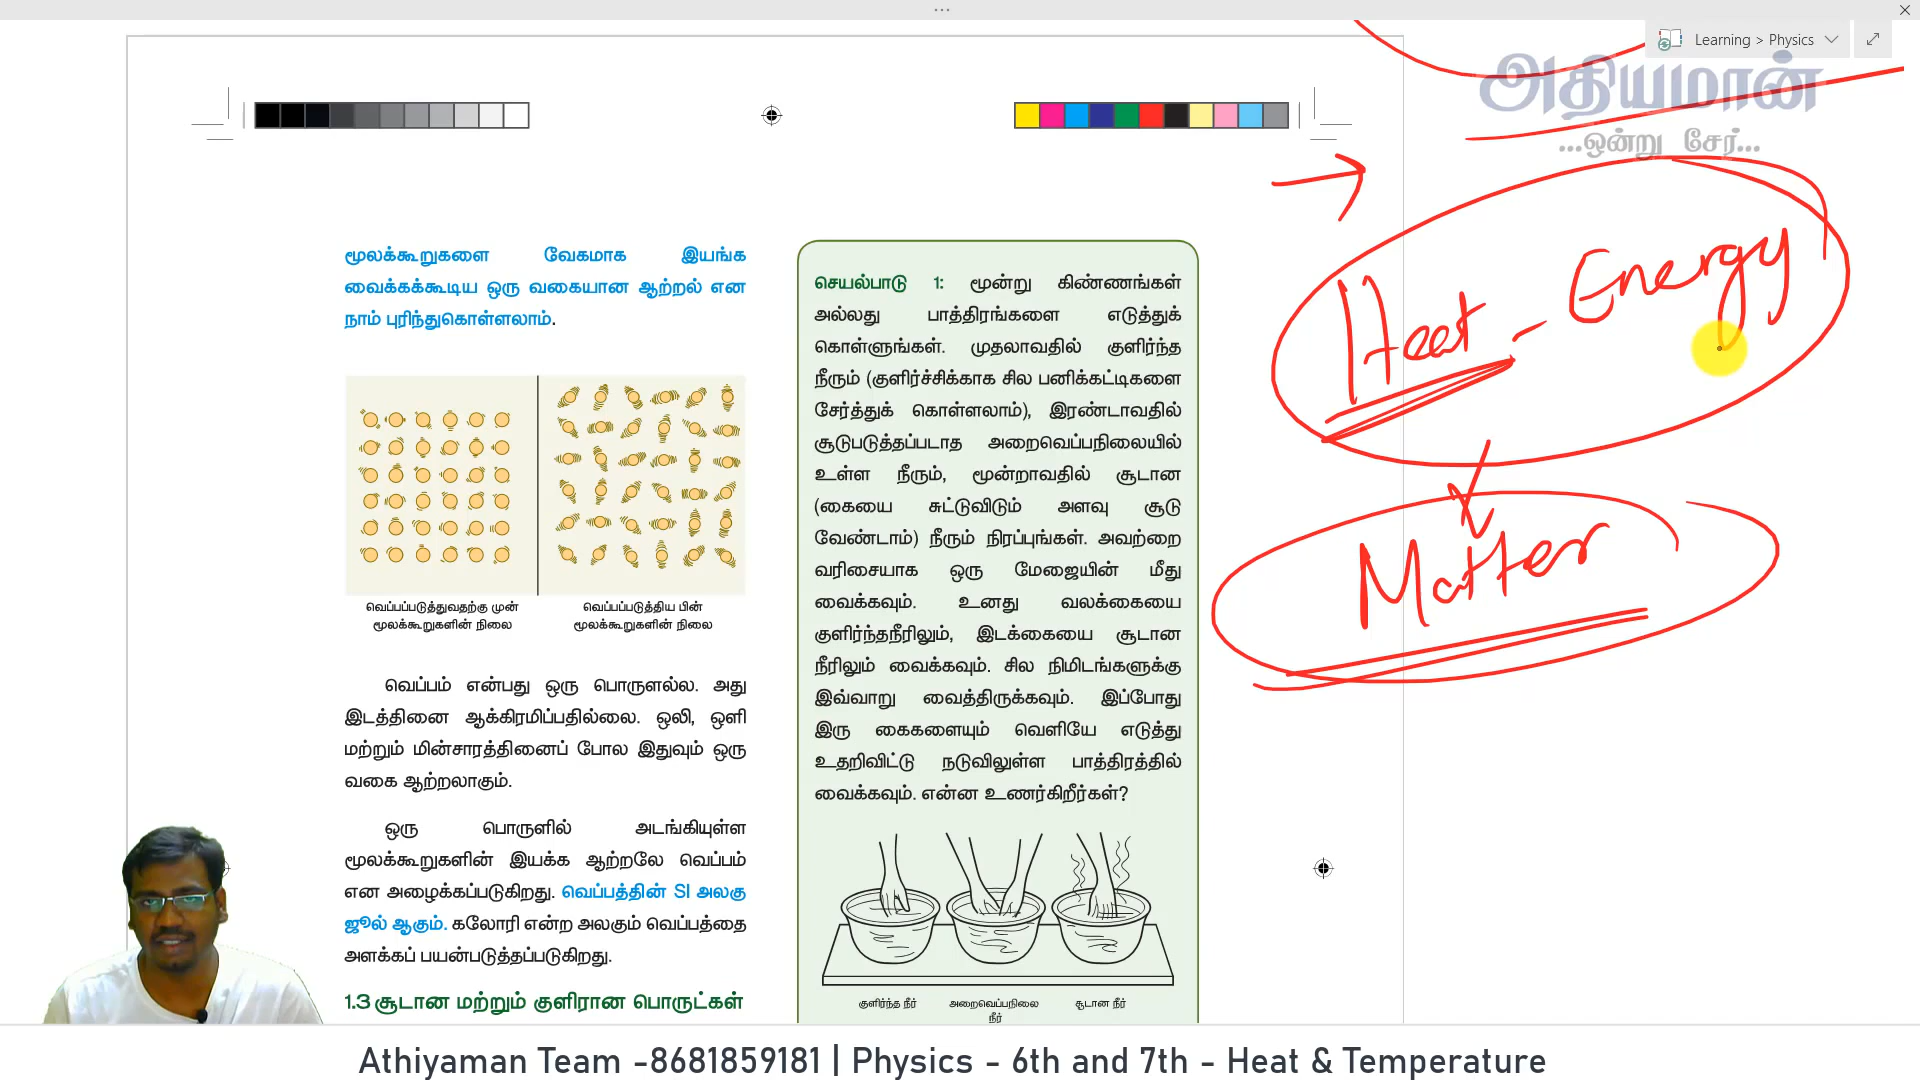 Learning > Physics
அதியமான்
...ஒன்று சேர்...
மூலக்கூறுகளை வேகமாக இயங்க
வைக்கக்கூடிய ஒரு வகையான ஆற்றல் என
நாம் புரிந்துகொள்ளலாம்.
வெப்பப்படுத்துவதற்கு முன்
மூலக்கூறுகளின் நிலை
வெப்பப்படுத்திய பின்
மூலக்கூறுகளின் நிலை
வெப்பம் என்பது ஒரு பொருளல்ல. அது
இடத்தினை ஆக்கிரமிப்பதில்லை. ஒலி, ஒளி
மற்றும் மின்சாரத்தினைப் போல இதுவும் ஒரு
வகை ஆற்றலாகும்.
ஒரு பொருளில் அடங்கியுள்ள
மூலக்கூறுகளின் இயக்க ஆற்றலே வெப்பம்
என அழைக்கப்படுகிறது. வெப்பத்தின் SI அலகு
ஜூல் ஆகும். கலோரி என்ற அலகும் வெப்பத்தை
அளக்கப் பயன்படுத்தப்படுகிறது.
1.3 சூடான மற்றும் குளிரான பொருட்கள்
செயல்பாடு 1: மூன்று கிண்ணங்கள்
அல்லது பாத்திரங்களை எடுத்துக்
கொள்ளுங்கள். முதலாவதில் குளிர்ந்த
நீரும் (குளிர்ச்சிக்காக சில பனிக்கட்டிகளை
சேர்த்துக் கொள்ளலாம்), இரண்டாவதில்
சூடுபடுத்தப்படாத அறைவெப்பநிலையில்
உள்ள நீரும், மூன்றாவதில் சூடான
(கையை சுட்டுவிடும் அளவு சூடு
வேண்டாம்) நீரும் நிரப்புங்கள். அவற்றை
வரிசையாக ஒரு மேஜையின் மீது
வைக்கவும். உனது வலக்கையை
குளிர்ந்தநீரிலும், இடக்கையை சூடான
நீரிலும் வைக்கவும். சில நிமிடங்களுக்கு
இவ்வாறு வைத்திருக்கவும். இப்போது
இரு கைகளையும் வெளியே எடுத்து
உதறிவிட்டு நடுவிலுள்ள பாத்திரத்தில்
வைக்கவும். என்ன உணர்கிறீர்கள்?
குளிர்ந்த நீர்
அறைவெப்பநிலை
நீர்
சூடான நீர்
Heat - Energy
Matter
Athiyaman Team -8681859181 | Physics - 6th and 7th - Heat & Temperature